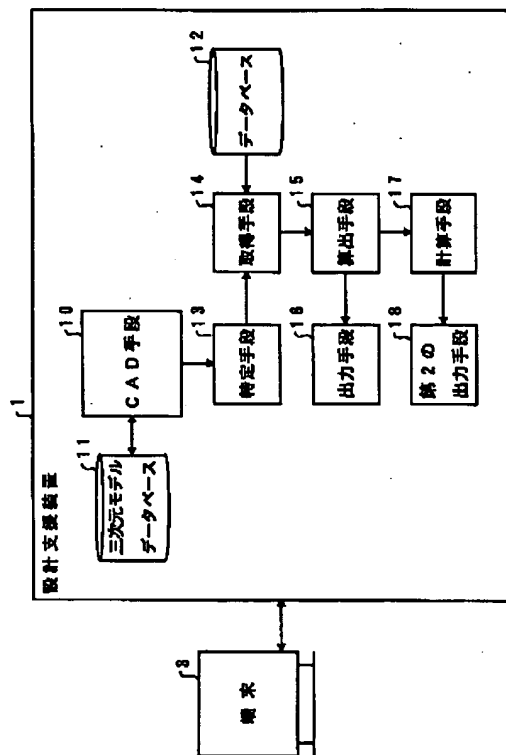 1
設計支援装置
10
CAD手段
11
三次元モデル
データベース
12
データベース
13
特定手段
14
取得手段
15
算出手段
16
出力手段
17
計算手段
18
第2の
出力手段
3
端末